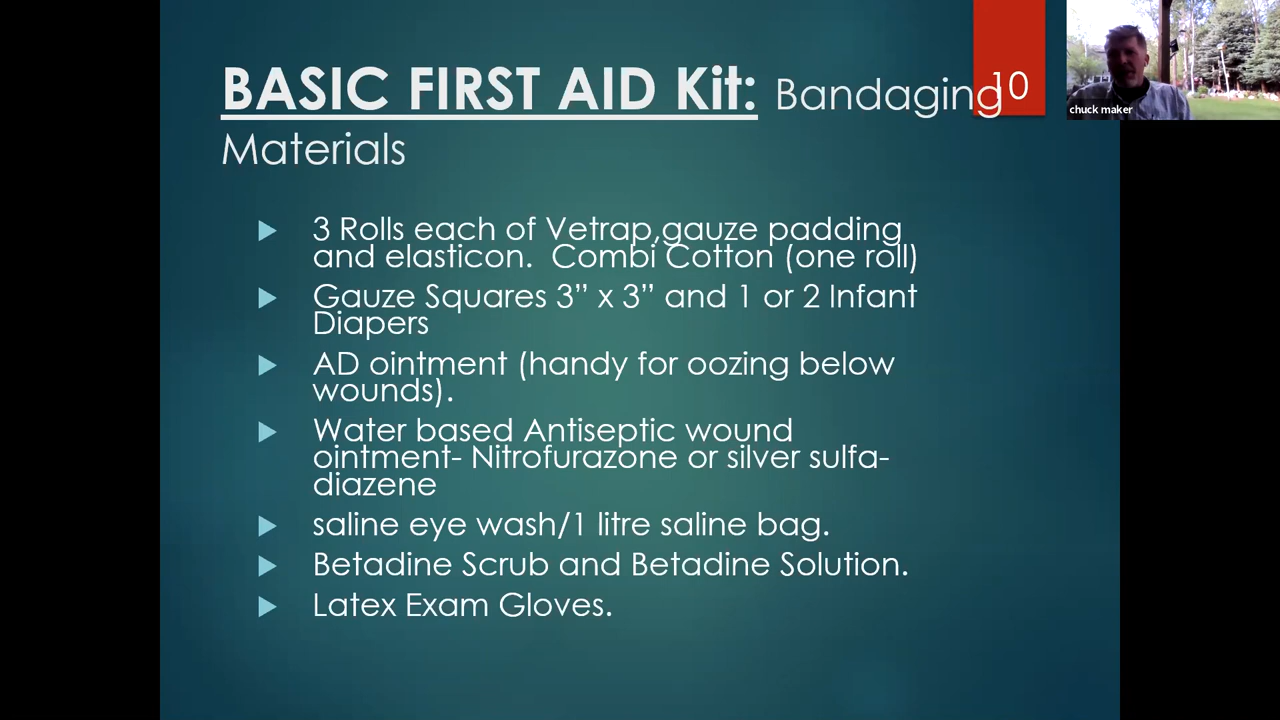 BASIC FIRST AID Kit: Bandaging
Materials
10
chuck maker
3 Rolls each of Vetrap,gauze padding
and elasticon.  Combi Cotton (one roll)
Gauze Squares 3” x 3” and 1 or 2 Infant
Diapers
AD ointment (handy for oozing below
wounds).
Water based Antiseptic wound
ointment- Nitrofurazone or silver sulfa-
diazene
saline eye wash/1 litre saline bag.
Betadine Scrub and Betadine Solution.
Latex Exam Gloves.